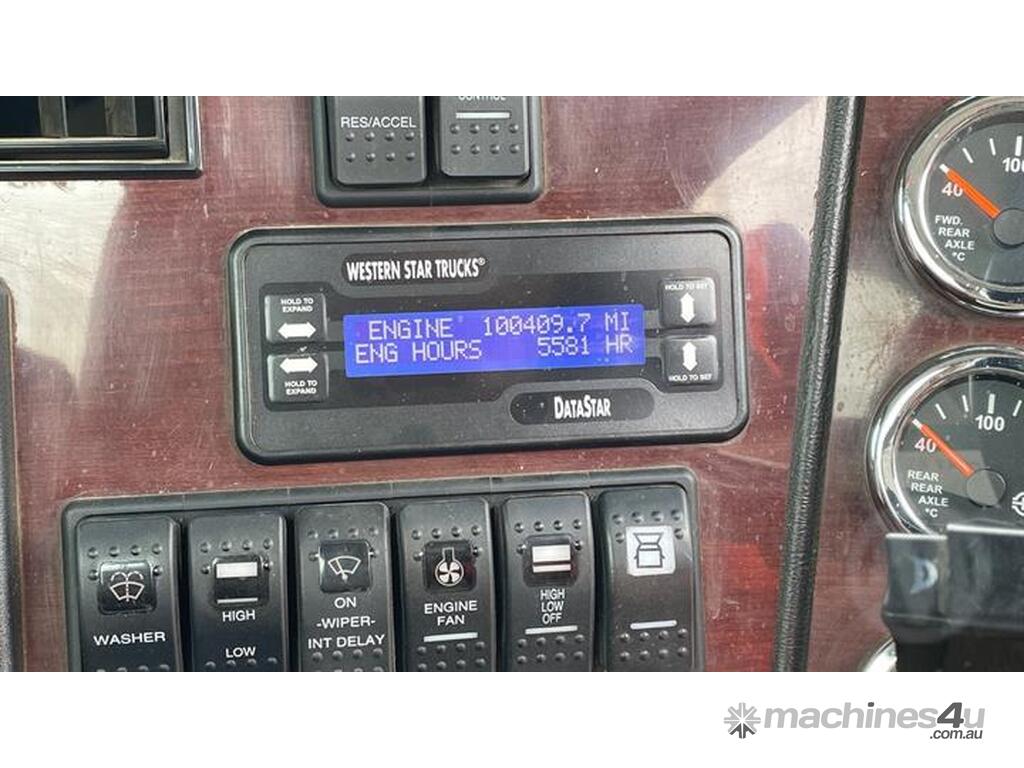 RES/ACCEL
CONTROL
WESTERN STAR TRUCKS®
HOLD TO EXPAND
HOLD TO SET
ENGINE 100409.7 MI
ENG HOURS 5581 HR
HOLD TO EXPAND
HOLD TO SET
DATASTAR
40
100
FWD.
REAR
AXLE
°C
40
100
REAR
REAR
AXLE
°C
WASHER
HIGH
LOW
ON
-WIPER-
INT DELAY
ENGINE
FAN
HIGH
LOW
OFF
machines4u
.com.au